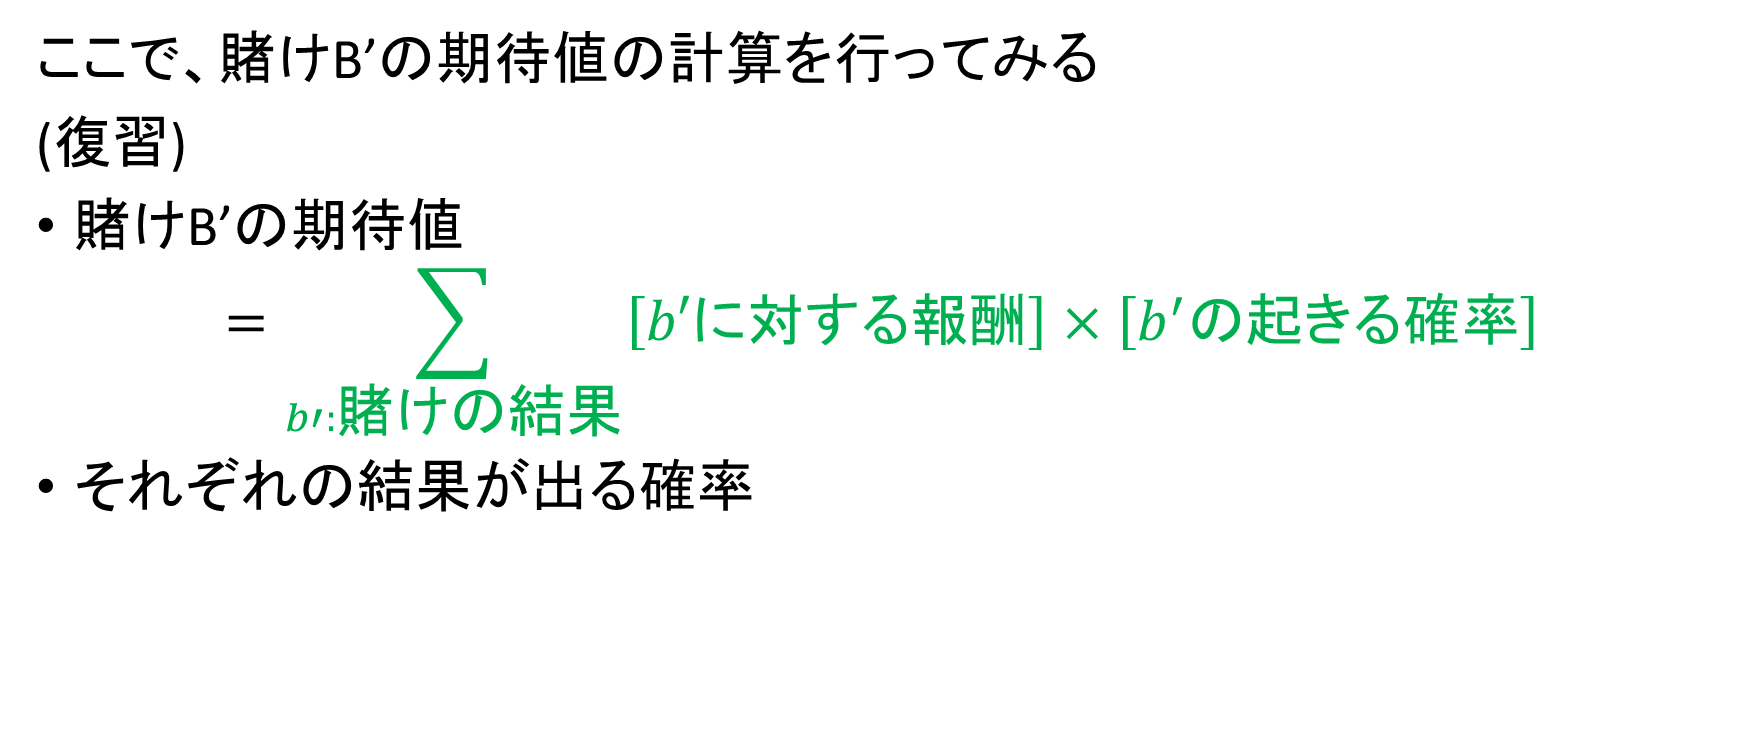 ここで、賭けB′の期待値の計算を行ってみる
(復習)
• 賭けB′の期待値
= ∑ [b′に対する報酬] × [b′の起きる確率]
b′:賭けの結果
• それぞれの結果が出る確率